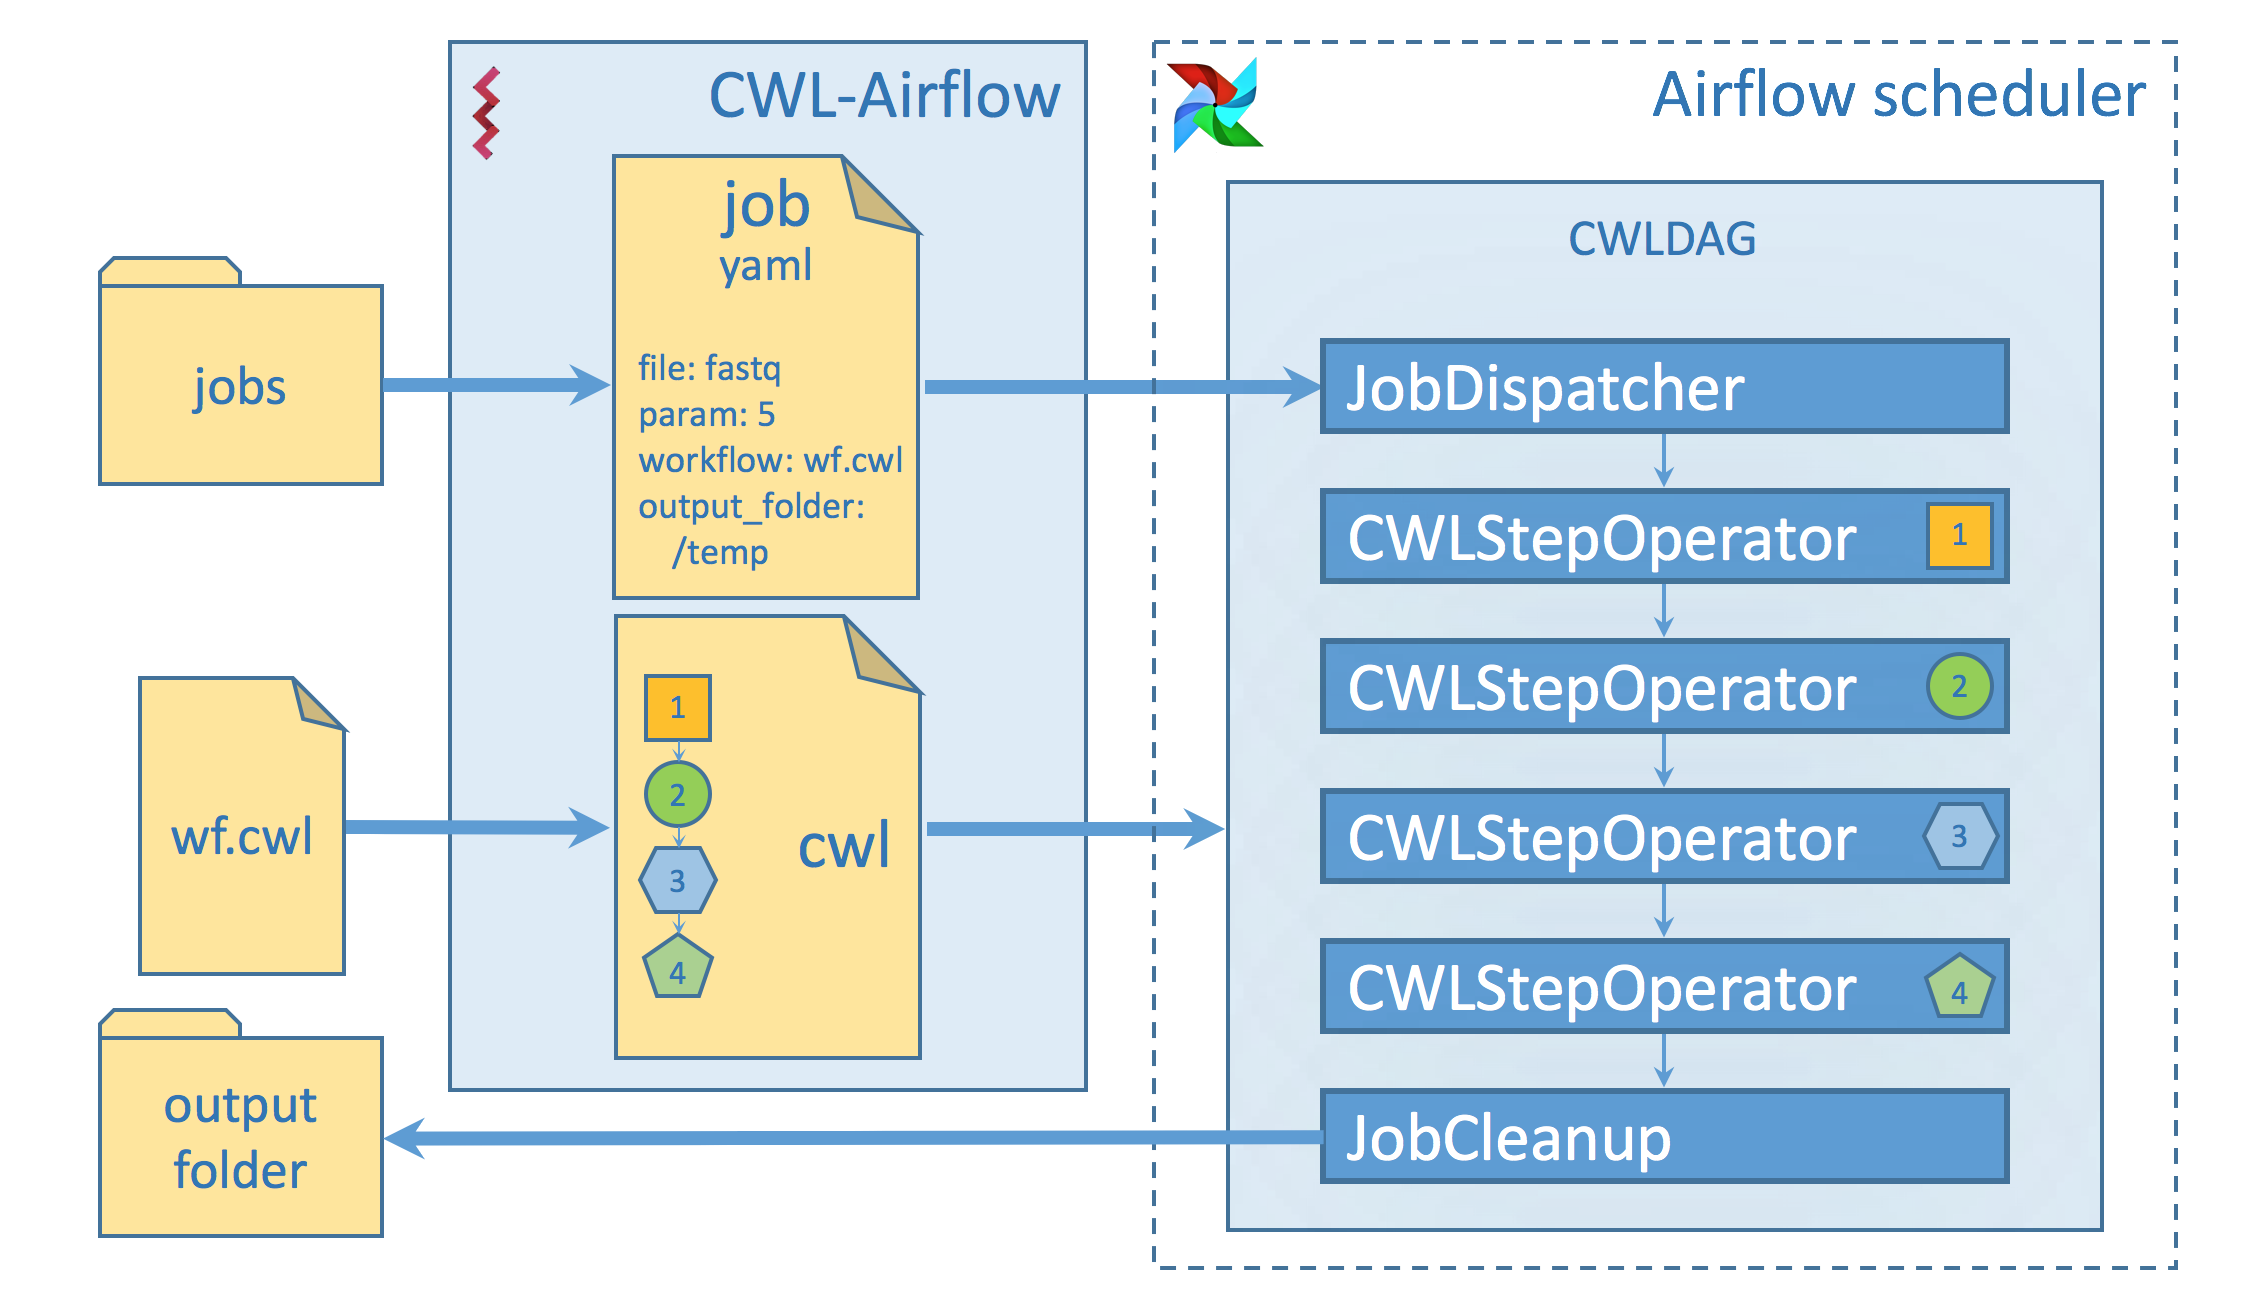 CWL-Airflow
Airflow scheduler
job
yaml
file: fastq
param: 5
workflow: wf.cwl
output_folder:
/temp
jobs
wf.cwl
output
folder
1
2
3
4
cwl
CWLDAG
JobDispatcher
CWLStepOperator 1
CWLStepOperator 2
CWLStepOperator 3
CWLStepOperator 4
JobCleanup